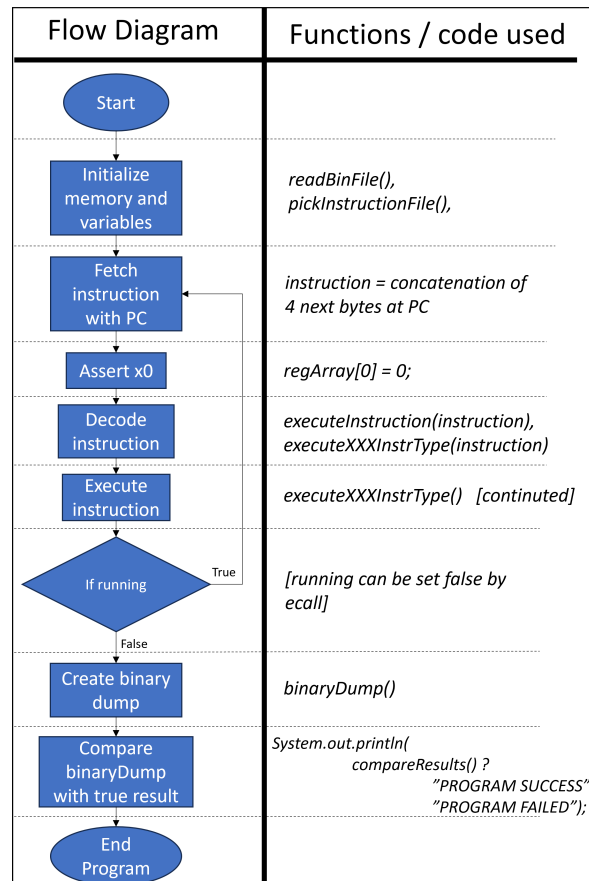 Flow Diagram
Functions / code used
Start
Initialize
memory and
variables
readBinFile(),
pickInstructionFile(),
Fetch
instruction
with PC
instruction = concatenation of
4 next bytes at PC
Assert x0
regArray[0] = 0;
Decode
instruction
executeInstruction(instruction),
executeXXXInstrType(instruction)
Execute
instruction
executeXXXInstrType() [continuted]
If running
True
False
[running can be set false by
ecall]
Create binary
dump
binaryDump()
Compare
binaryDump
with true result
System.out.println(
compareResults() ?
”PROGRAM SUCCESS”
”PROGRAM FAILED”);
End
Program